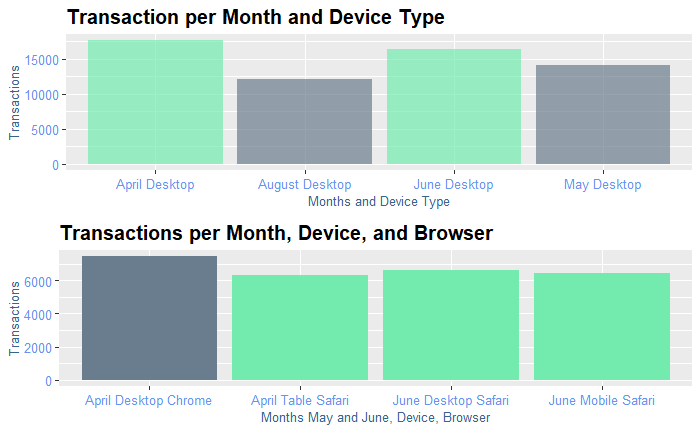 Transaction per Month and Device Type
Transactions
15000
10000
5000
0
April Desktop August Desktop June Desktop May Desktop
Months and Device Type
Transactions per Month, Device, and Browser
Transactions
6000
4000
2000
0
April Desktop Chrome April Table Safari June Desktop Safari June Mobile Safari
Months May and June, Device, Browser